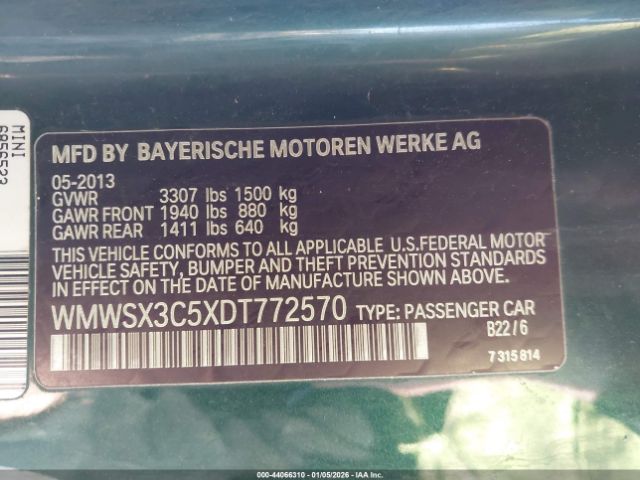 MINI
6856523
MFD BY BAYERISCHE MOTOREN WERKE AG
05-2013
GVWR 3307 lbs 1500 kg
GAWR FRONT 1940 lbs 880 kg
GAWR REAR 1411 lbs 640 kg
THIS VEHICLE CONFORMS TO ALL APPLICABLE U.S.FEDERAL MOTOR
VEHICLE SAFETY, BUMPER AND THEFT PREVENTION STANDARDS
IN EFFECT ON THE DATE OF MANUFACTURE SHOWN ABOVE.
WMWSX3C5XDT772570 TYPE: PASSENGER CAR
B22/6
7 315 814
000-44066310 - 01/05/2026 - IAAI Copyright